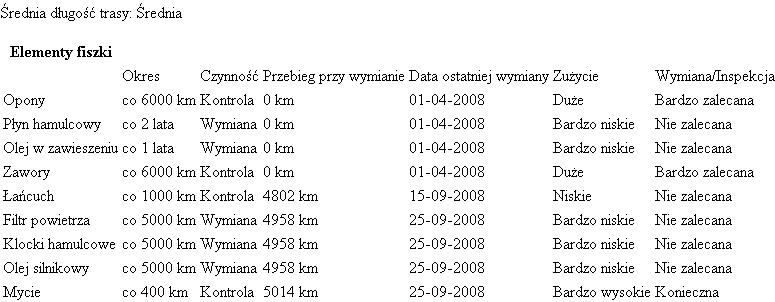 Średnia długość trasy: Średnia
Elementy fiszki
Okres Czynność Przebieg przy wymianie Data ostatniej wymiany Zużycie Wymiana/Inspekcja
Opony co 6000 km Kontrola 0 km 01-04-2008 Duże Bardzo zalecana
Płyn hamulcowy co 2 lata Wymiana 0 km 01-04-2008 Bardzo niskie Nie zalecana
Olej w zawieszeniu co 1 lata Wymiana 0 km 01-04-2008 Bardzo niskie Nie zalecana
Zawory co 6000 km Kontrola 0 km 01-04-2008 Duże Bardzo zalecana
Łańcuch co 1000 km Kontrola 4802 km 15-09-2008 Niskie Nie zalecana
Filtr powietrza co 5000 km Wymiana 4958 km 25-09-2008 Bardzo niskie Nie zalecana
Klocki hamulcowe co 5000 km Wymiana 4958 km 25-09-2008 Bardzo niskie Nie zalecana
Olej silnikowy co 5000 km Wymiana 4958 km 25-09-2008 Bardzo niskie Nie zalecana
Mycie co 400 km Kontrola 5014 km 25-09-2008 Bardzo wysokie Konieczna